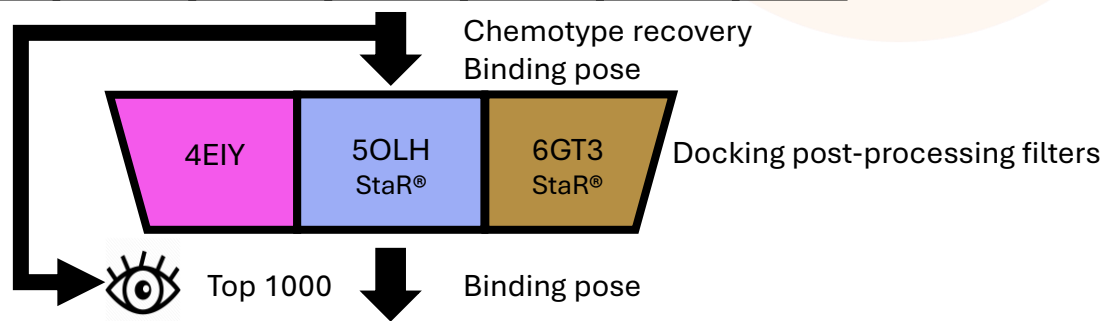 Chemotype recovery
Binding pose
4EIY
5OLH
StaR®
6GT3
StaR®
Docking post-processing filters
Top 1000
Binding pose